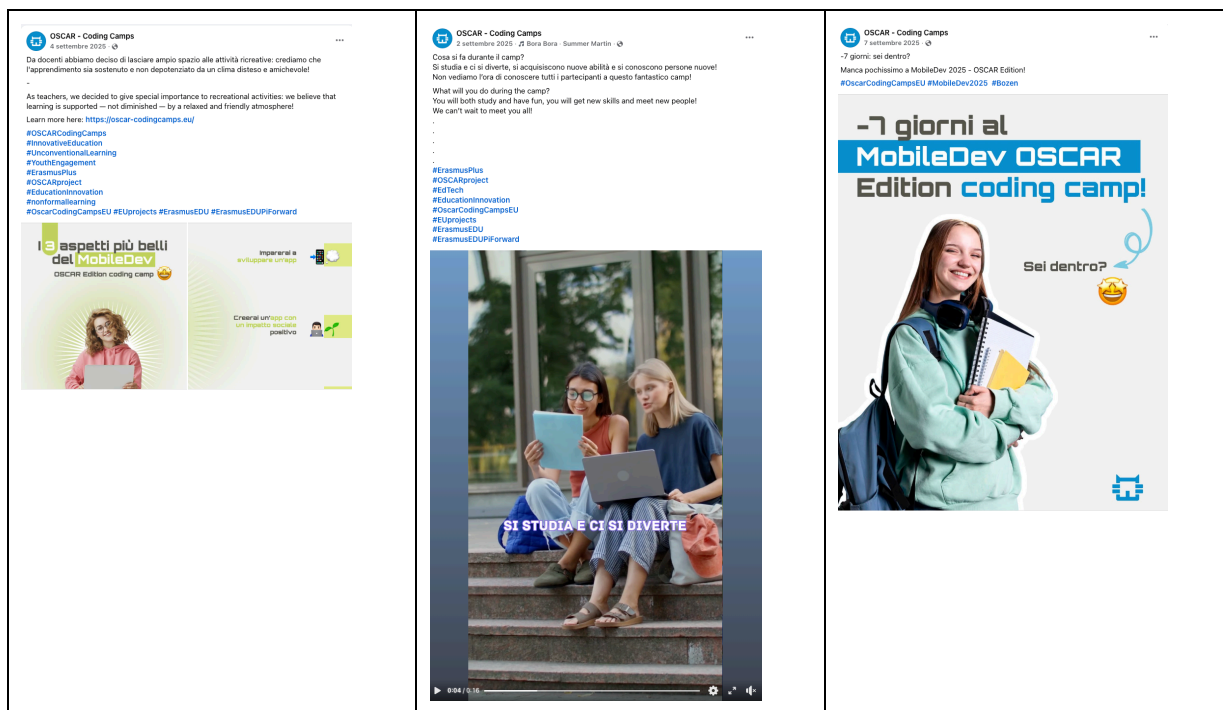 OSCAR - Coding Camps
4 settembre 2025 ·
Da docenti abbiamo deciso di lasciare ampio spazio alle attività ricreative: crediamo che
l'apprendimento sia sostenuto e non depotenziato da un clima disteso e amichevole!
-
As teachers, we decided to give special importance to recreational activities: we believe that
learning is supported — not diminished — by a relaxed and friendly atmosphere!
Learn more here: https://oscar-codingcamps.eu/
#OSCARCodingCamps
#InnovativeEducation
#UnconventionalLearning
#YouthEngagement
#ErasmusPlus
#OSCARproject
#EducationInnovation
#nonformallearning
#OscarCodingCampsEU #EUprojects #ErasmusEDU #ErasmusEDUPiForward
I 3 aspetti più belli
del MobileDev
OSCAR Edition coding camp
Imparerai a
sviluppare un'app
Creerai un'app con
un impatto sociale
positivo
OSCAR - Coding Camps
2 settembre 2025 · Bora Bora · Summer Martin ·
Cosa si fa durante il camp?
Si studia e ci si diverte, si acquisiscono nuove abilità e si conoscono persone nuove!
Non vediamo l'ora di conoscere tutti i partecipanti a questo fantastico camp!
What will you do during the camp?
You will both study and have fun, you will get new skills and meet new people!
We can't wait to meet you all!
.
.
.
.
.
#ErasmusPlus
#OSCARproject
#EdTech
#EducationInnovation
#OscarCodingCampsEU
#EUprojects
#ErasmusEDU
#ErasmusEDUPiForward
SI STUDIA E CI SI DIVERTE
0:04 / 0:16
OSCAR - Coding Camps
7 settembre 2025 ·
-7 giorni: sei dentro?
Manca pochissimo a MobileDev 2025 - OSCAR Edition!
#OscarCodingCampsEU #MobileDev2025 #Bozen
-7 giorni al
MobileDev OSCAR
Edition coding camp!
Sei dentro?